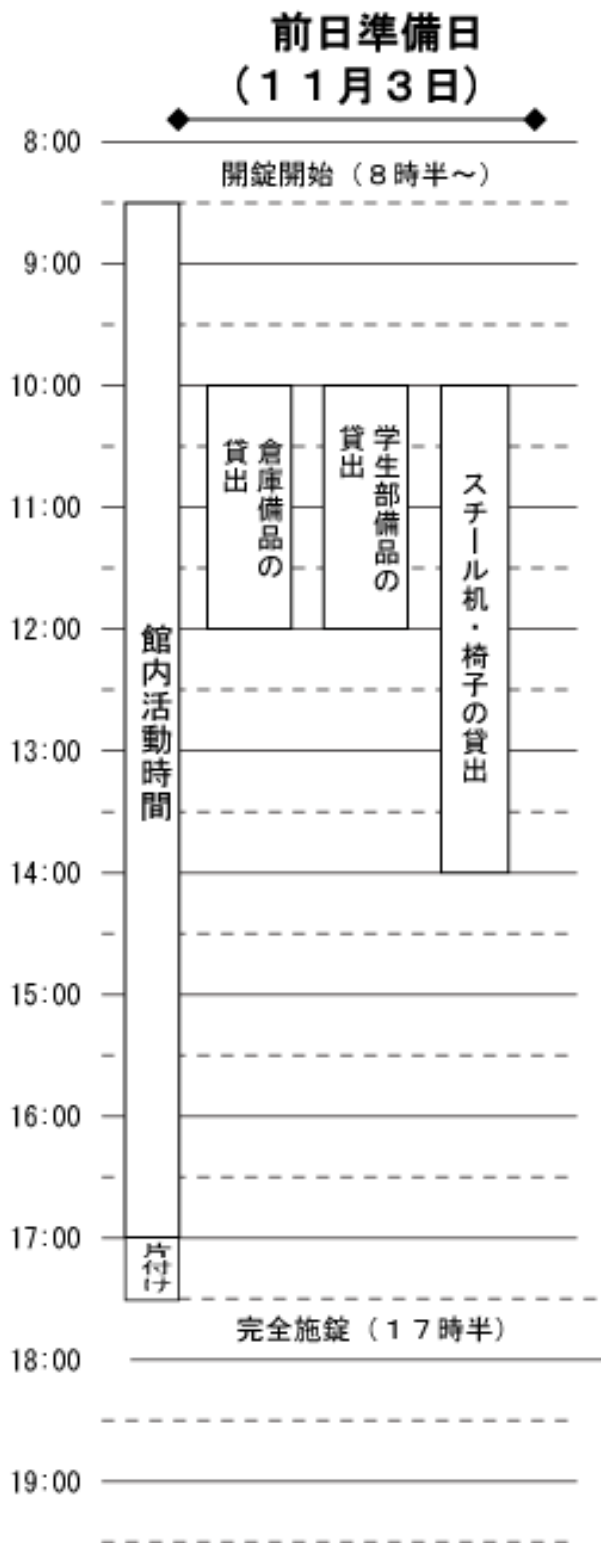 前日準備日
（１１月３日）
8:00
開錠開始（８時半～）
9:00
10:00
倉庫備品の
貸出
学生部備品の
貸出
スチール机・椅子の貸出
11:00
12:00
館内活動時間
13:00
14:00
15:00
16:00
17:00
片付け
完全施錠（１７時半）
18:00
19:00